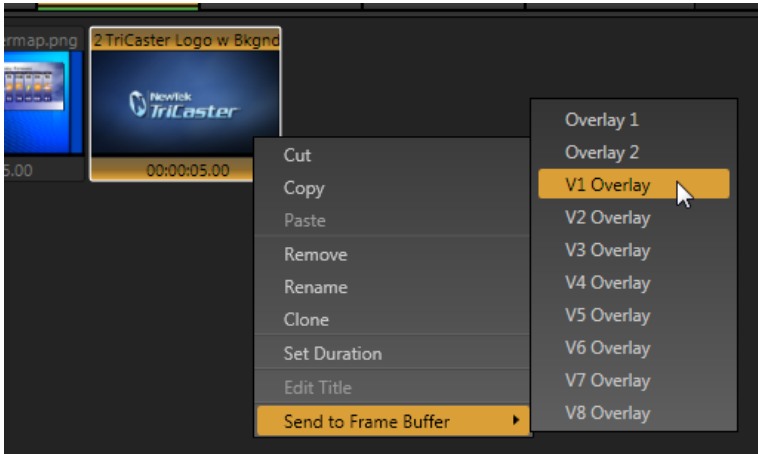 ermap.png
2 TriCaster Logo w Bkgnd
NewTek
TriCaster
5.00
00:00:05.00
Cut
Copy
Paste
Remove
Rename
Clone
Set Duration
Edit Title
Send to Frame Buffer
Overlay 1
Overlay 2
V1 Overlay
V2 Overlay
V3 Overlay
V4 Overlay
V5 Overlay
V6 Overlay
V7 Overlay
V8 Overlay